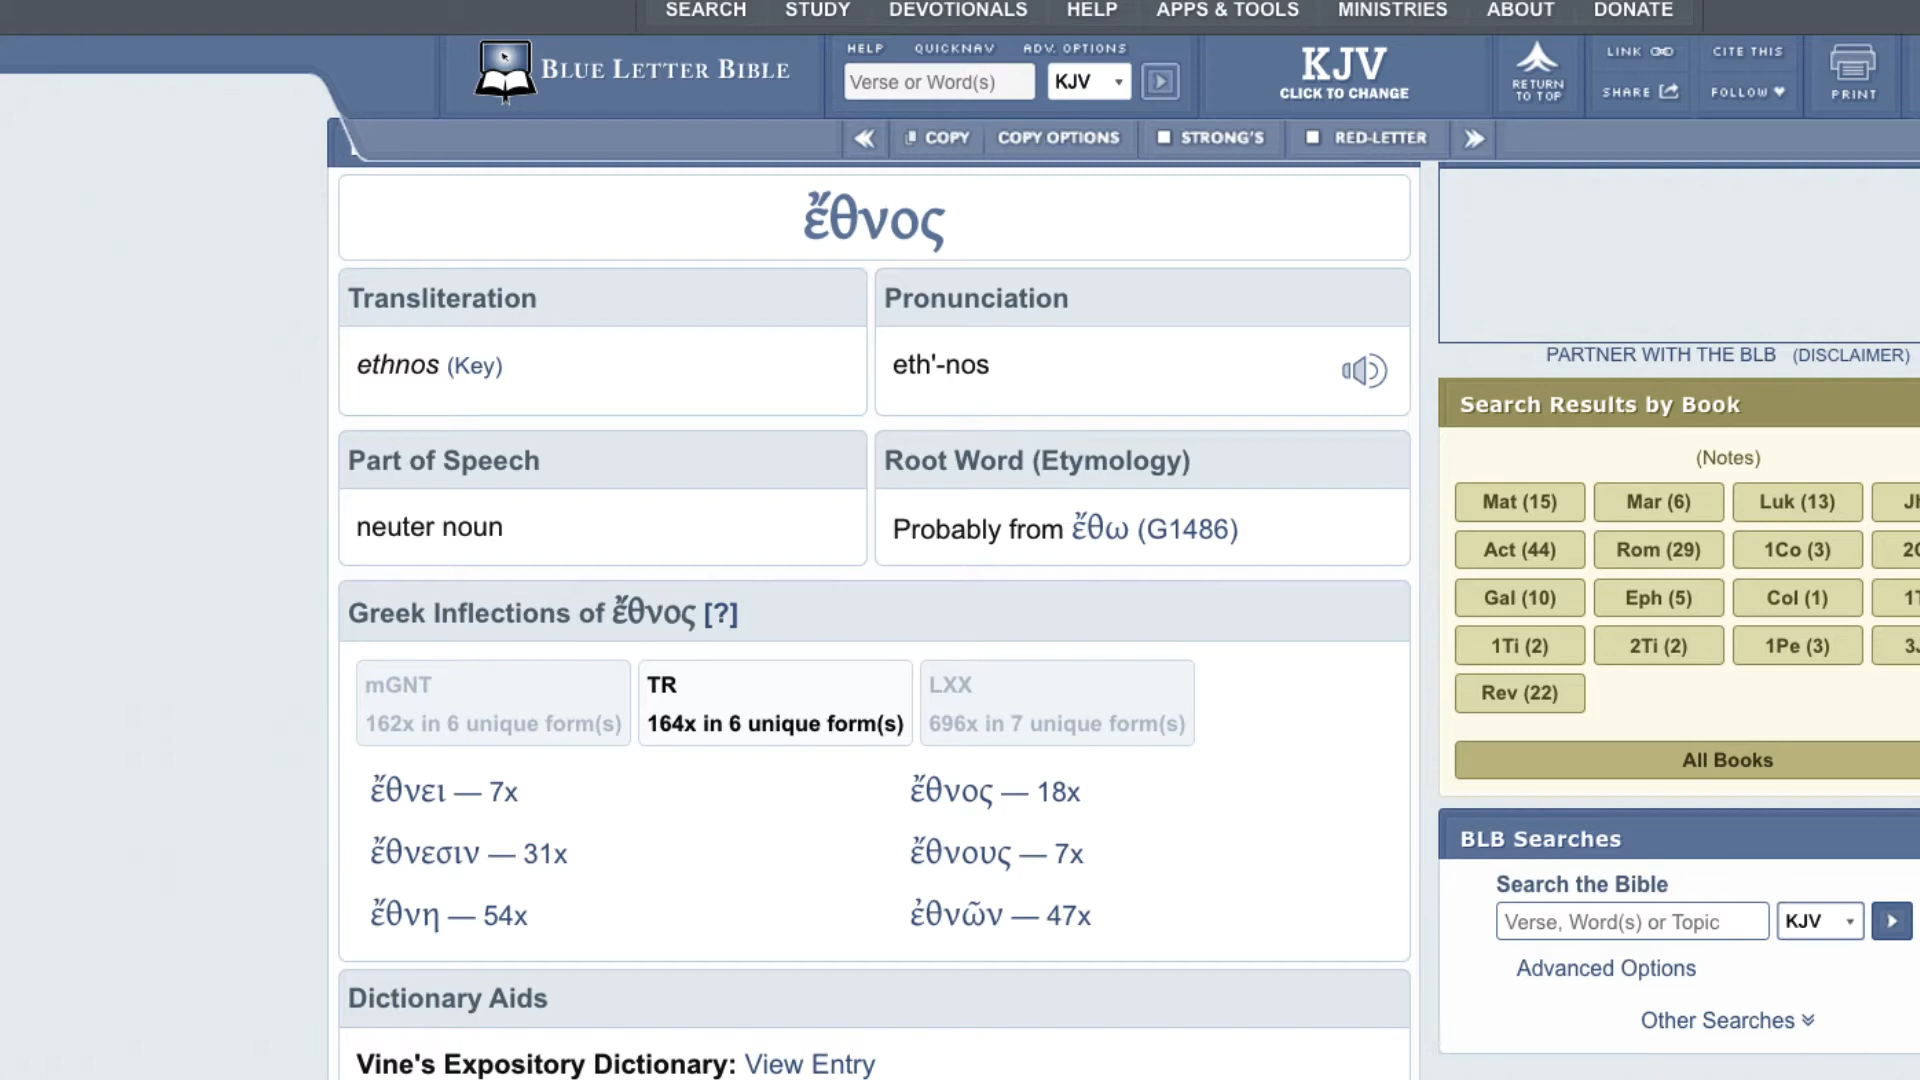 SEARCH STUDY DEVOTIONALS HELP APPS & TOOLS MINISTRIES ABOUT DONATE
BLUE LETTER BIBLE
HELP QUICKNAV ADV. OPTIONS
Verse or Word(s) KJV
KJV
CLICK TO CHANGE
RETURN
TO TOP
LINK CITE THIS
SHARE FOLLOW
PRINT
COPY COPY OPTIONS STRONG'S RED-LETTER
ἔθνος
Transliteration
ethnos (Key)
Pronunciation
eth'-nos
Part of Speech
neuter noun
Root Word (Etymology)
Probably from ἔθω (G1486)
Greek Inflections of ἔθνος [?]
mGNT
162x in 6 unique form(s)
TR
164x in 6 unique form(s)
LXX
696x in 7 unique form(s)
ἔθνει — 7x
ἔθνος — 18x
ἔθνεσιν — 31x
ἔθνους — 7x
ἔθνη — 54x
ἐθνῶν — 47x
Dictionary Aids
Vine's Expository Dictionary: View Entry
PARTNER WITH THE BLB (DISCLAIMER)
Search Results by Book
(Notes)
Mat (15) Mar (6) Luk (13)
Act (44) Rom (29) 1Co (3)
Gal (10) Eph (5) Col (1)
1Ti (2) 2Ti (2) 1Pe (3)
Rev (22)
All Books
BLB Searches
Search the Bible
Verse, Word(s) or Topic KJV
Advanced Options
Other Searches